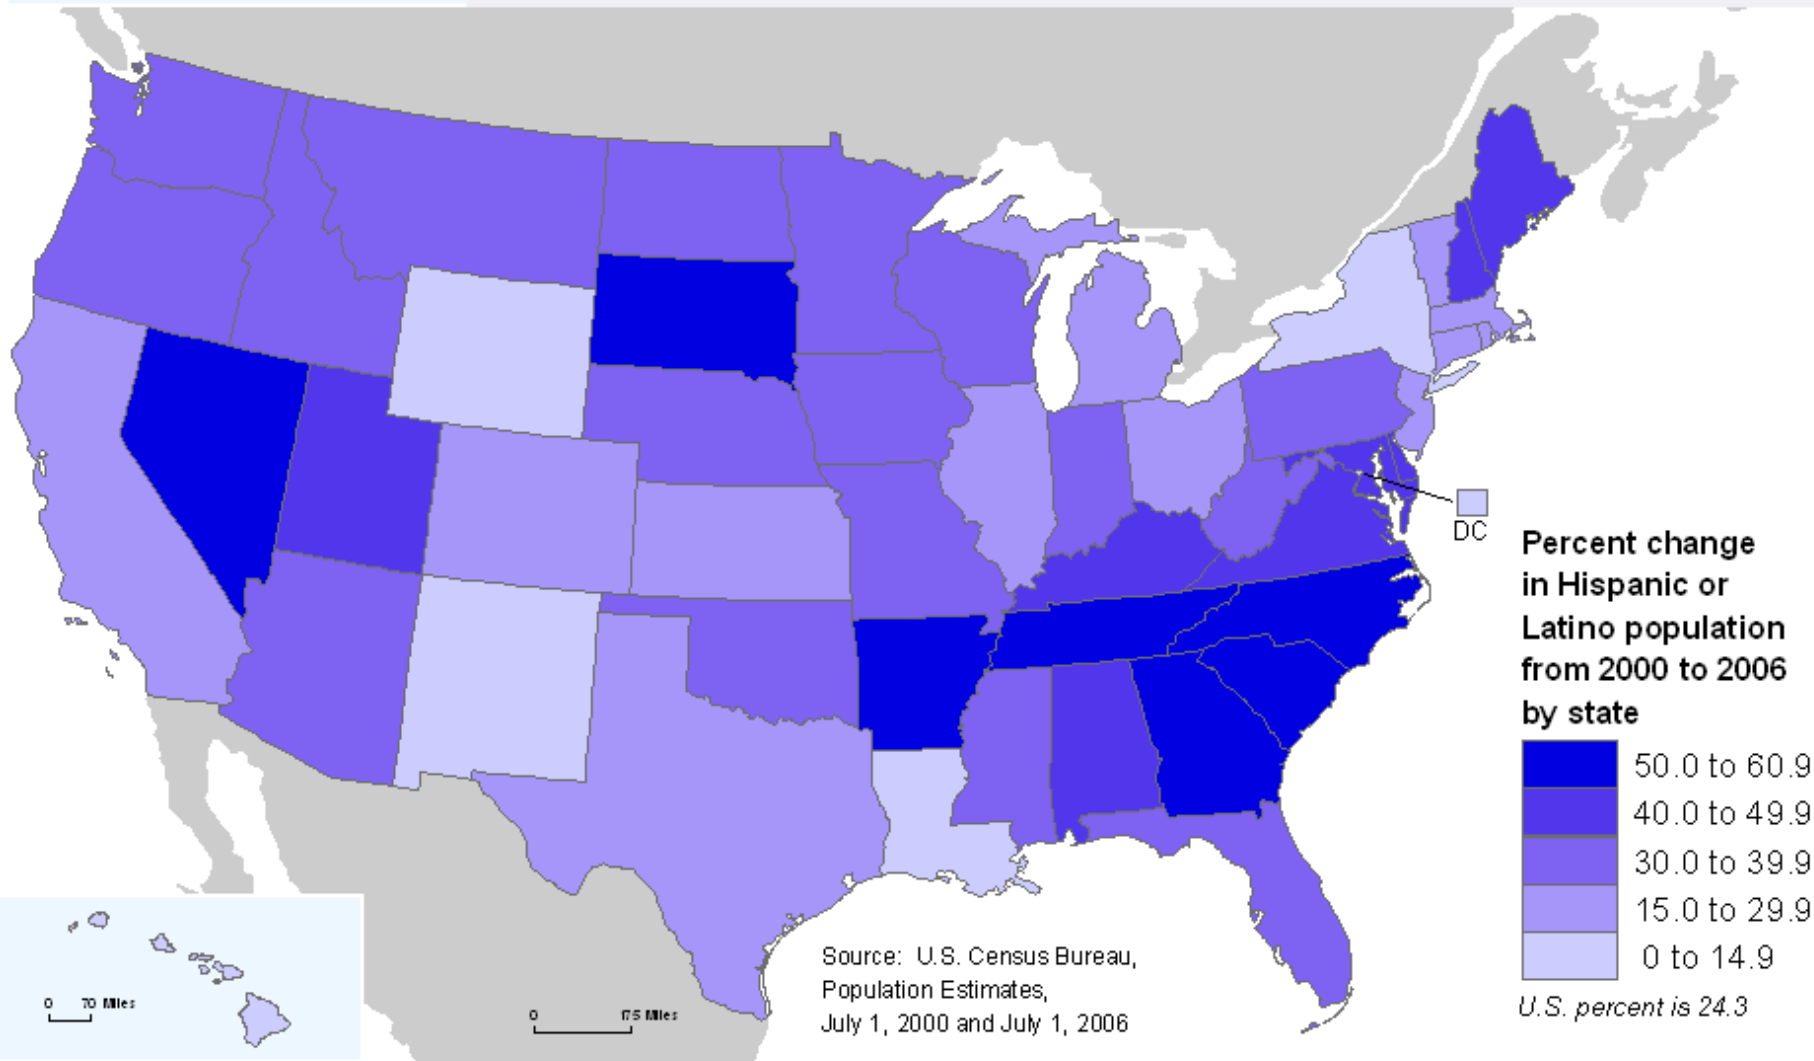 DC
Percent change
in Hispanic or
Latino population
from 2000 to 2006
by state
50.0 to 60.9
40.0 to 49.9
30.0 to 39.9
15.0 to 29.9
0 to 14.9
U.S. percent is 24.3
Source: U.S. Census Bureau,
Population Estimates,
July 1, 2000 and July 1, 2006
0 70 Miles
0 175 Miles